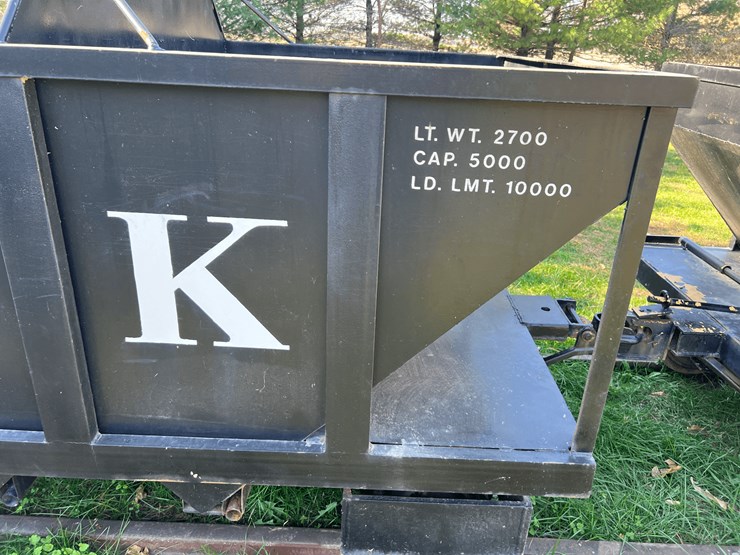 K
LT. WT. 2700
CAP. 5000
LD. LMT. 10000